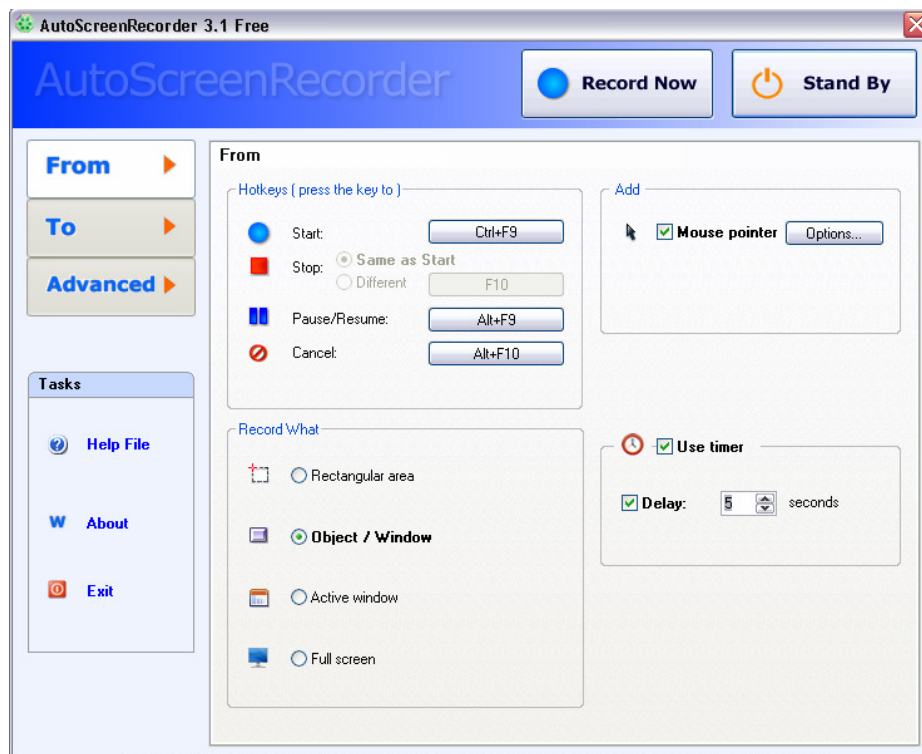 AutoScreenRecorder 3.1 Free
AutoScreenRecorder
Record Now
Stand By
From
To
Advanced
Tasks
Help File
W About
Exit
From
Hotkeys ( press the key to )
Start: Ctrl+F9
Stop: Same as Start
Different F10
Pause/Resume: Alt+F9
Cancel: Alt+F10
Add
Mouse pointer Options...
Record What
Rectangular area
Object / Window
Active window
Full screen
Use timer
Delay: 5 seconds